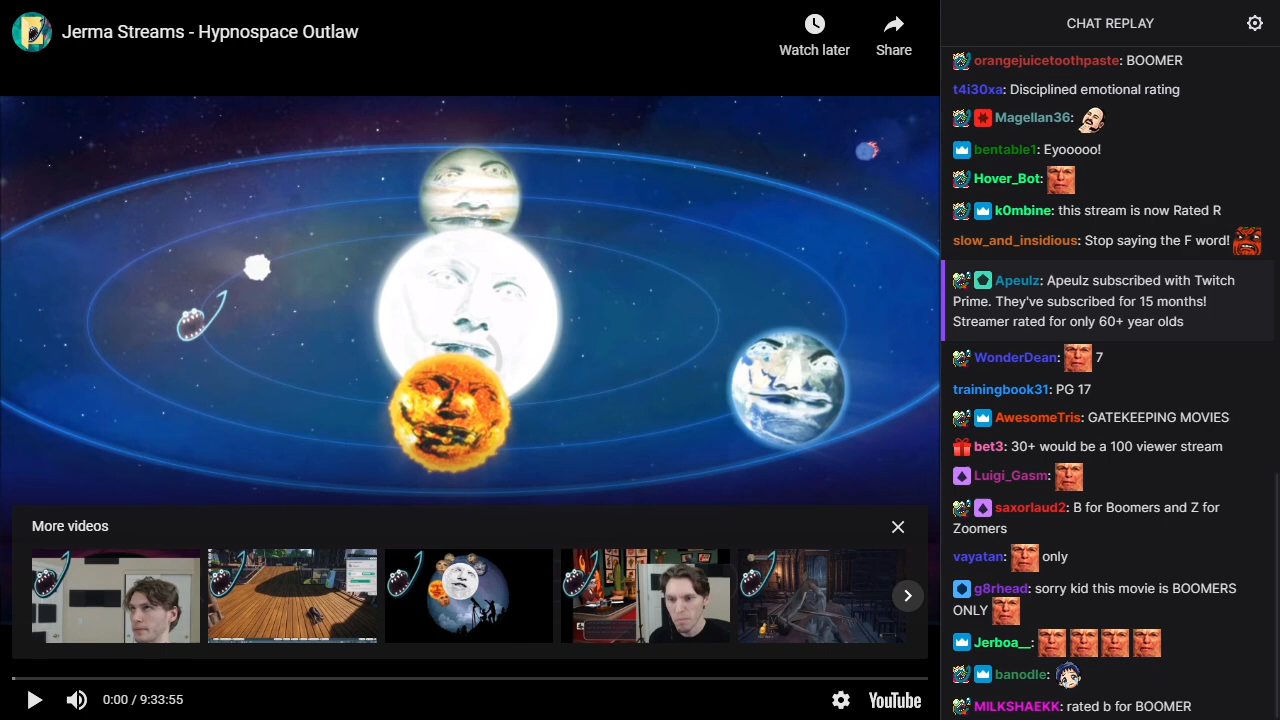 Jerma Streams - Hypnospace Outlaw
Watch later
Share
More videos
0:00 / 9:33:55
YouTube
CHAT REPLAY
orangejuicetoothpaste: BOOMER
t4i30xa: Disciplined emotional rating
Magellan36:
bentable1: Eyooooo!
Hover_Bot:
k0mbine: this stream is now Rated R
slow_and_insidious: Stop saying the F word!
Apeulz: Apeulz subscribed with Twitch
Prime. They've subscribed for 15 months!
Streamer rated for only 60+ year olds
WonderDean: 7
trainingbook31: PG 17
AwesomeTris: GATEKEEPING MOVIES
bet3: 30+ would be a 100 viewer stream
Luigi_Gasm:
saxorlaud2: B for Boomers and Z for
Zoomers
vayatan: only
g8rhead: sorry kid this movie is BOOMERS
ONLY
Jerboa__:
banodle:
MILKSHAEKK: rated b for BOOMER